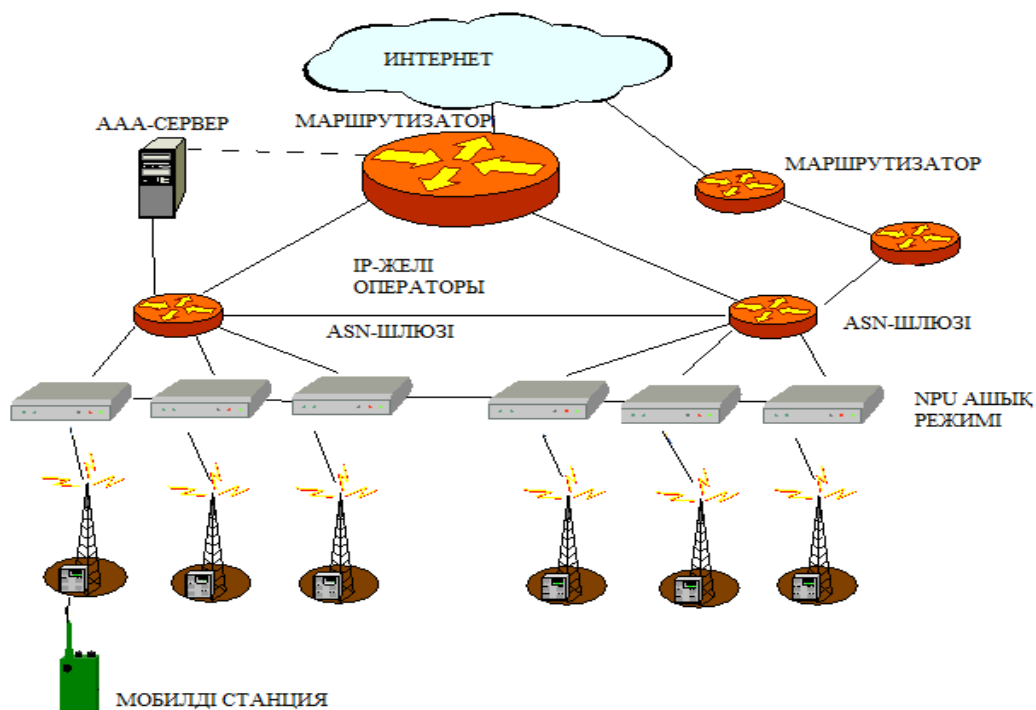 ИНТЕРНЕТ
ААА-СЕРВЕР
МАРШРУТИЗАТОР
МАРШРУТИЗАТОР
IP-ЖЕЛІ
ОПЕРАТОРЫ
ASN-ШЛЮЗІ
ASN-ШЛЮЗІ
NPU АШЫҚ
РЕЖИМІ
МОБИЛДІ СТАНЦИЯ